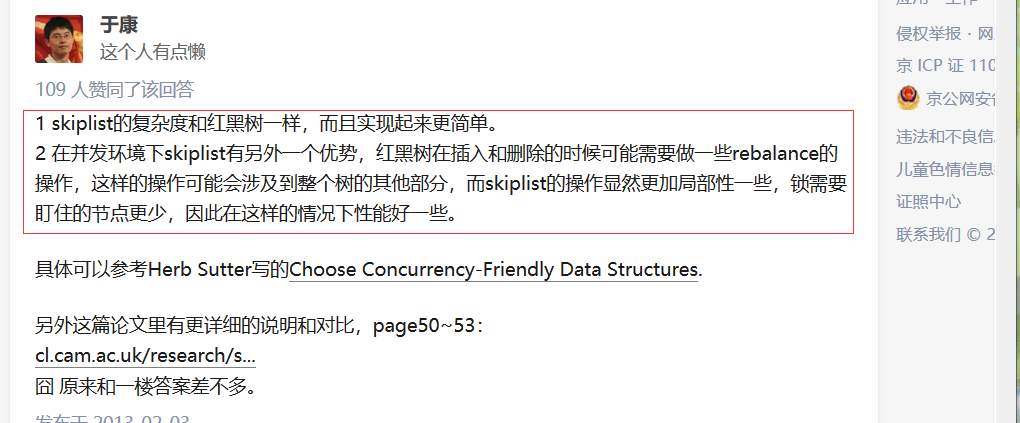 于康
这个人有点懒
109 人赞同了该回答
1 skiplist的复杂度和红黑树一样，而且实现起来更简单。
2 在并发环境下skiplist有另外一个优势，红黑树在插入和删除的时候可能需要做一些rebalance的
操作，这样的操作可能会涉及到整个树的其他部分，而skiplist的操作显然更加局部性一些，锁需要
盯住的节点更少，因此在这样的情况下性能好一些。
具体可以参考Herb Sutter写的Choose Concurrency-Friendly Data Structures.
另外这篇论文里有更详细的说明和对比，page50~53：
cl.cam.ac.uk/research/s...
囧 原来和一楼答案差不多。
发布于 2013-02-03
应用 · 工作
侵权举报 · 网
京 ICP 证 110
京公网安备
违法和不良信息
儿童色情信息
证照中心
联系我们 © 2